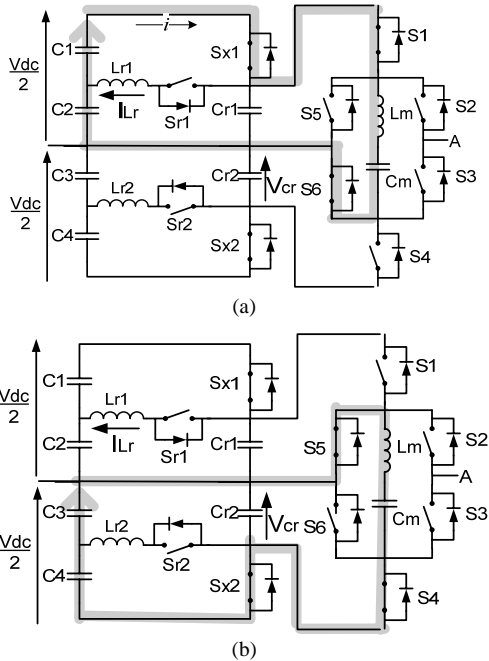 Vdc
2
Vdc
2
C1
C2
C3
C4
Lr1
ILr
Sr1
i
Sx1
Cr1
Cr2
Vcr
Lr2
Sr2
Sx2
S1
S5
S6
Lm
Cm
S2
A
S3
S4
(a)
Vdc
2
Vdc
2
C1
C2
C3
C4
Lr1
ILr
Sr1
Sx1
Cr1
Cr2
Vcr
Lr2
Sr2
Sx2
S1
S5
S6
Lm
Cm
S2
A
S3
S4
(b)